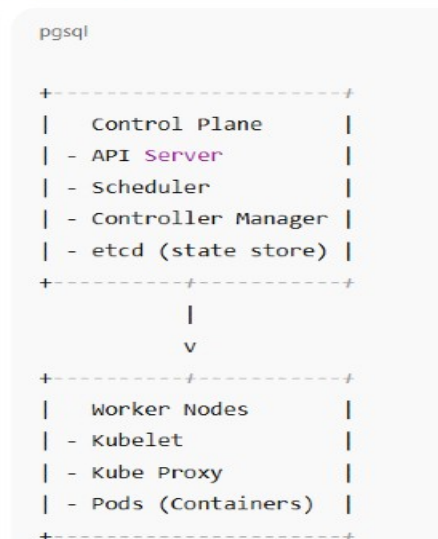 pgsql
+-----------------------+
|   Control Plane       |
| - API Server          |
| - Scheduler           |
| - Controller Manager  |
| - etcd (state store)  |
+-----------+-----------+
|
v
+-----------+-----------+
|   Worker Nodes        |
| - Kubelet             |
| - Kube Proxy          |
| - Pods (Containers)   |
+-----------------------+